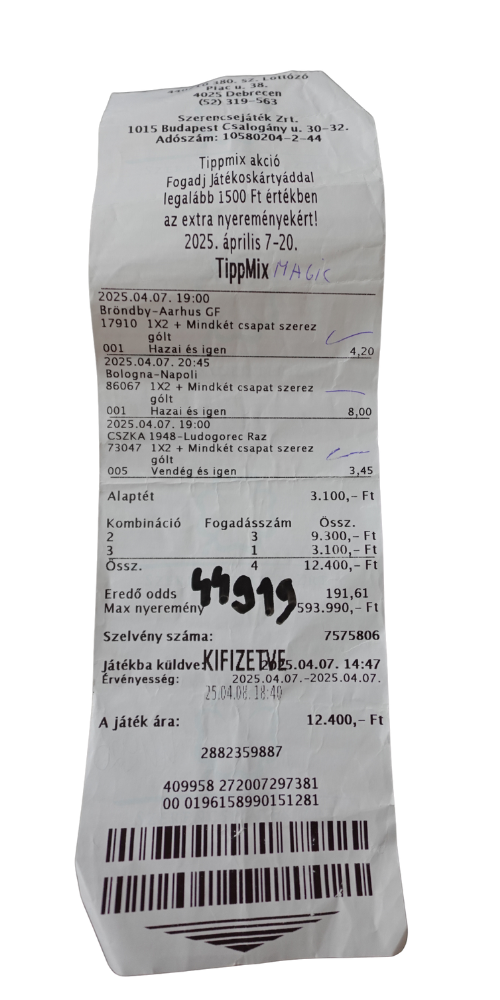 180. sz. Lottózó
Piac u. 38.
4025 Debrecen
(52) 319-563
Szerencsejáték Zrt.
1015 Budapest Csalogány u. 30-32.
Adószám: 10580204-2-44
Tippmix akció
Fogadj Játékoskártyáddal
legalább 1500 Ft értékben
az extra nyereményekért!
2025. április 7-20.
TippMix MAGIC
2025.04.07. 19:00
Bröndby-Aarhus GF
17910 1X2 + Mindkét csapat szerez
gólt
001 Hazai és igen 4,20
2025.04.07. 20:45
Bologna-Napoli
86067 1X2 + Mindkét csapat szerez
gólt
001 Hazai és igen 8,00
2025.04.07. 19:00
CSZKA 1948-Ludogorec Raz
73047 1X2 + Mindkét csapat szerez
gólt
005 Vendég és igen 3,45
Alaptét 3.100,- Ft
Kombináció Fogadásszám Össz.
2 3 9.300,- Ft
3 1 3.100,- Ft
Össz. 4 12.400,- Ft
44919
Eredő odds 191,61
Max nyeremény 593.990,- Ft
Szelvény száma: 7575806
Játékba küldve: 2025.04.07. 14:47
KIFIZETVE
Érvényesség: 2025.04.07.-2025.04.07.
25.04.08. 18:40
A játék ára: 12.400,- Ft
2882359887
409958 272007297381
00 0196158990151281